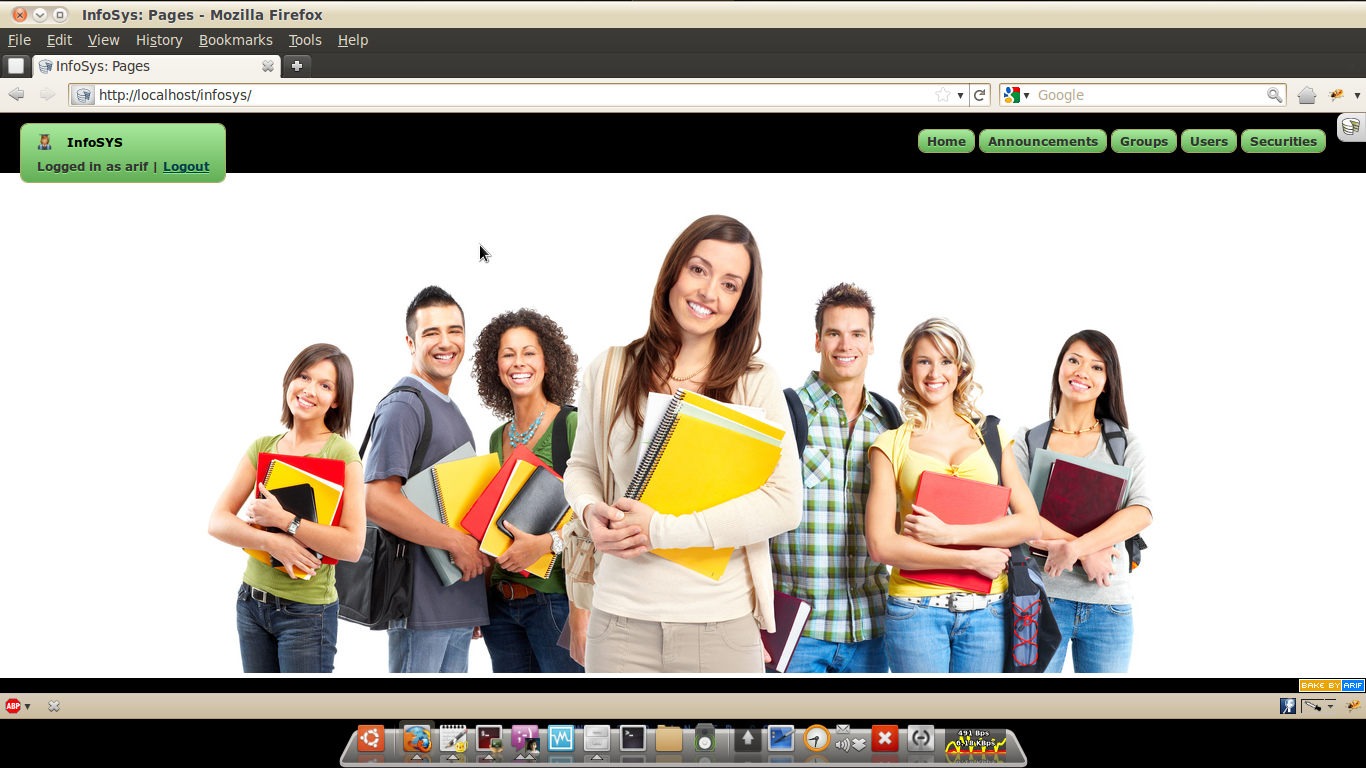 InfoSys: Pages - Mozilla Firefox
File Edit View History Bookmarks Tools Help
InfoSys: Pages
http://localhost/infosys/
Google
InfoSYS
Logged in as arif | Logout
Home Announcements Groups Users Securities
BAKE BY ARIF
ABP
491 Bps
6.18 KBps